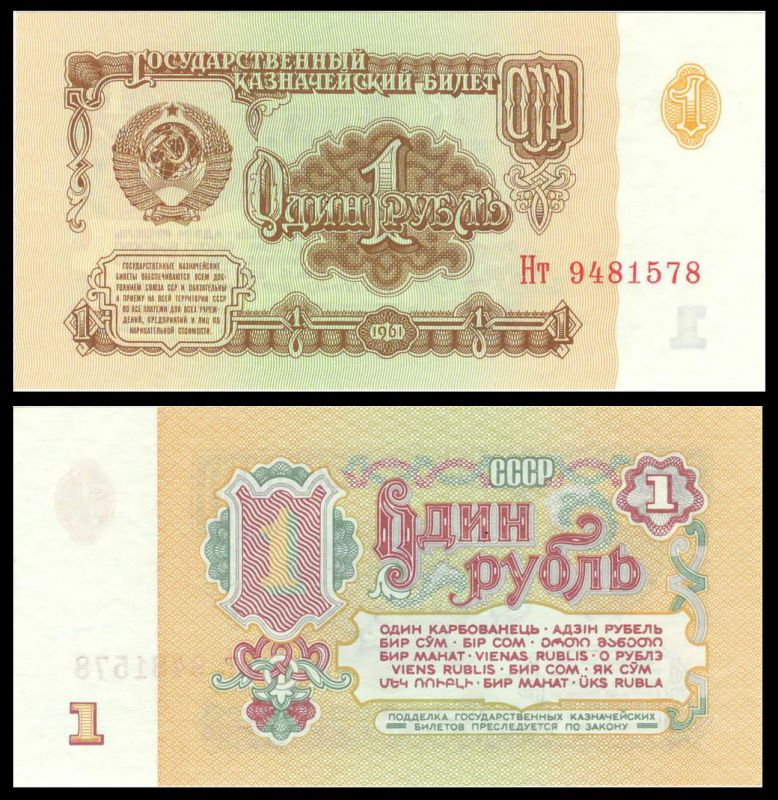 Государственный
казначейский билет
СССР
1
Один 1 рубль
Государственные казначейские
билеты обеспечиваются всем дос-
тоянием Союза ССР и обязательны
к приему на всей территории СССР
во все платежи для всех учреж-
дений, предприятий и лиц по
нарицательной стоимости.
Нт 9481578
1 1 1961 1 1
1
СССР
1
1
Один
рубль
ОДИН КАРБОВАНЕЦЬ · АДЗІН РУБЕЛЬ
БИР СЎМ · БІР СОМ · ᲔᲠᲗᲘ ᲛᲐᲜᲔᲗᲘ
БИР МАНАТ · VIENAS RUBLIS · О РУБЛЭ
VIENS RUBLIS · БИР СОМ · ЯК СЎМ
ՄԵԿ ՌՈՒԲԼԻ · БИР МАНАТ · ÜKS RUBLA
ПОДДЕЛКА ГОСУДАРСТВЕННЫХ КАЗНАЧЕЙСКИХ
БИЛЕТОВ ПРЕСЛЕДУЕТСЯ ПО ЗАКОНУ
1